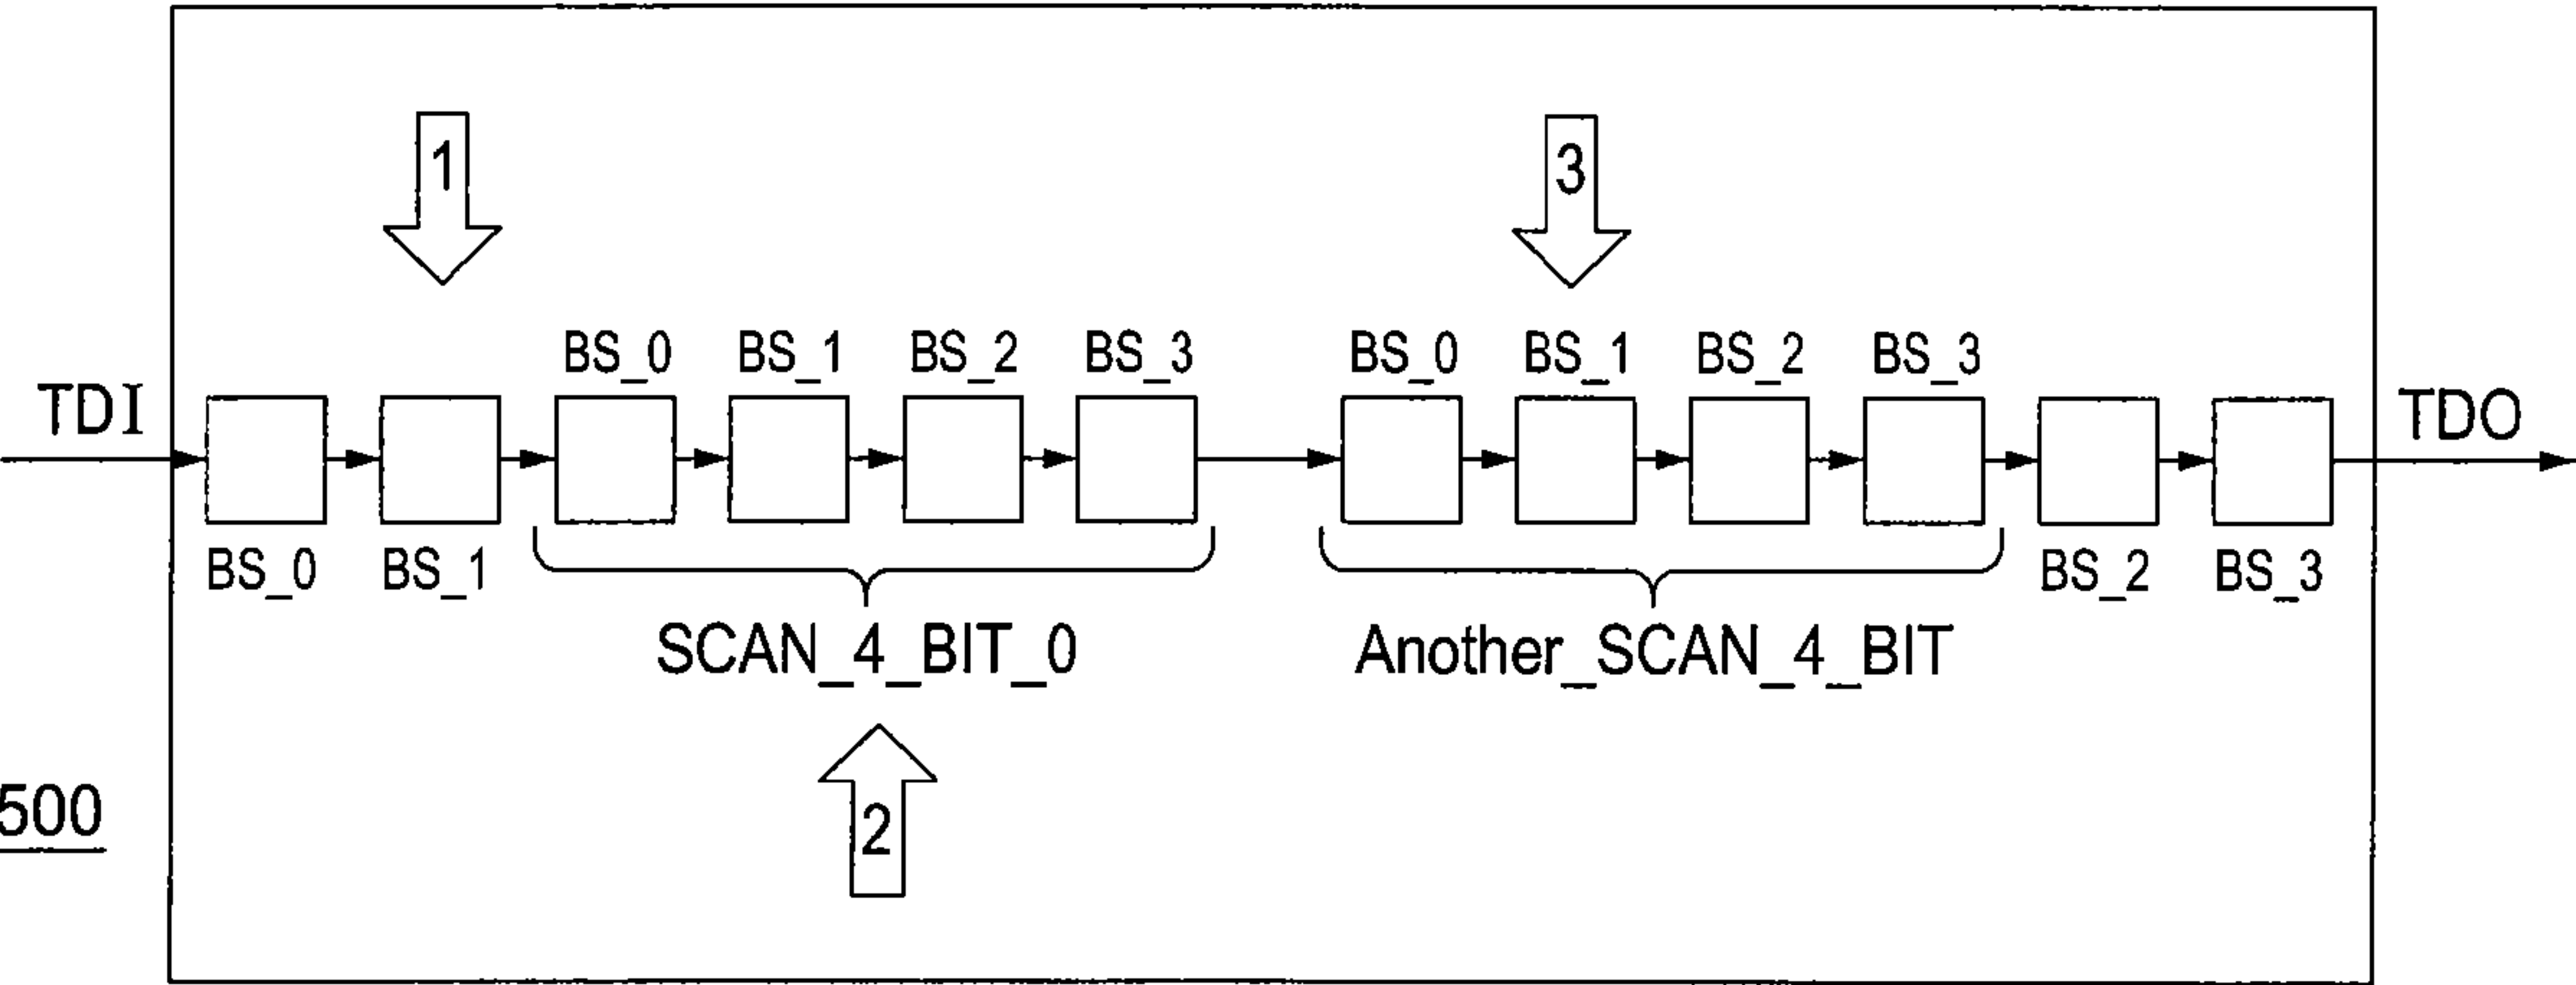 1
3
BS_0 BS_1 BS_2 BS_3 BS_0 BS_1 BS_2 BS_3
TDI TDO
BS_0 BS_1 BS_2 BS_3
SCAN_4_BIT_0 Another_SCAN_4_BIT
2
500